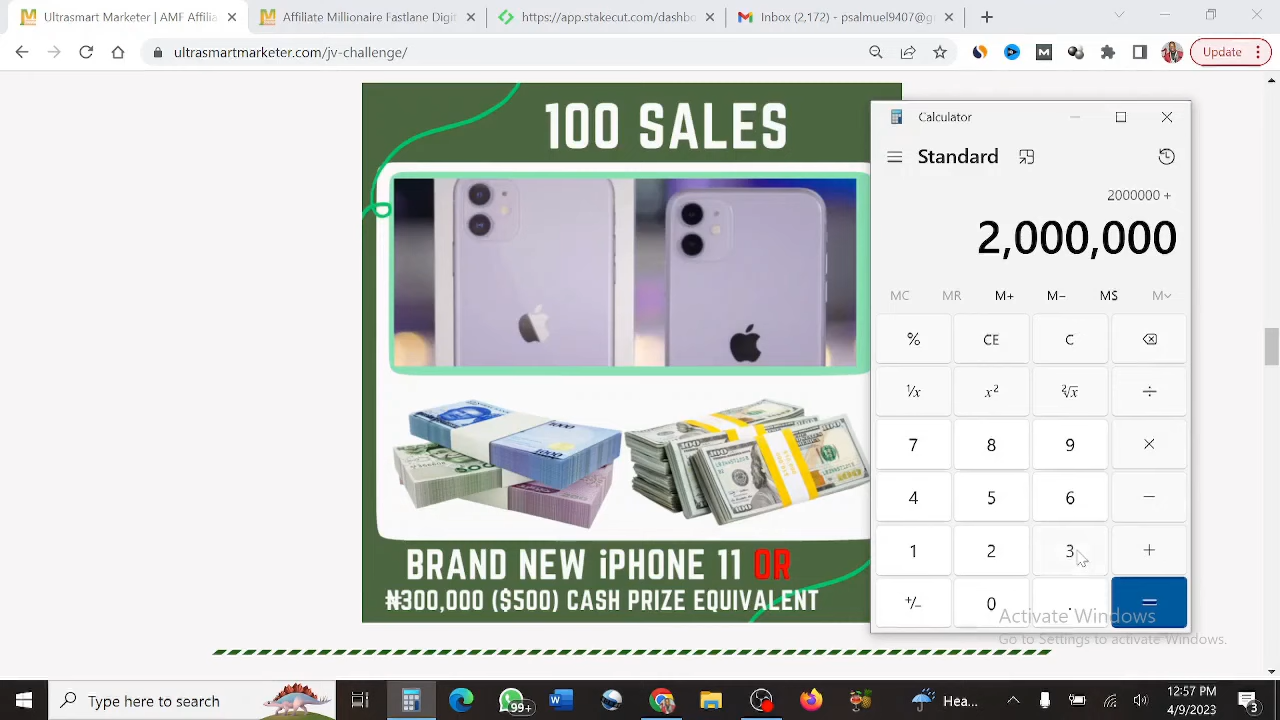 Ultrasmart Marketer | AMF Affilia
Affiliate Millionaire Fastlane Digit
https://app.stakecut.com/dashb
Inbox (2,172) - psalmuel9407@g
ultrasmartmarketer.com/jv-challenge/
Update
100 SALES
BRAND NEW iPHONE 11 OR
₦300,000 ($500) CASH PRIZE EQUIVALENT
Calculator
Standard
2000000 +
2,000,000
MC MR M+ M− MS M˅
% CE C
¹/x x² ²√x ÷
7 8 9 ×
4 5 6 −
1 2 3 +
+/− 0 . =
Activate Windows
Go to Settings to activate Windows.
Type here to search
99+
Hea...
12:57 PM
4/9/2023
3